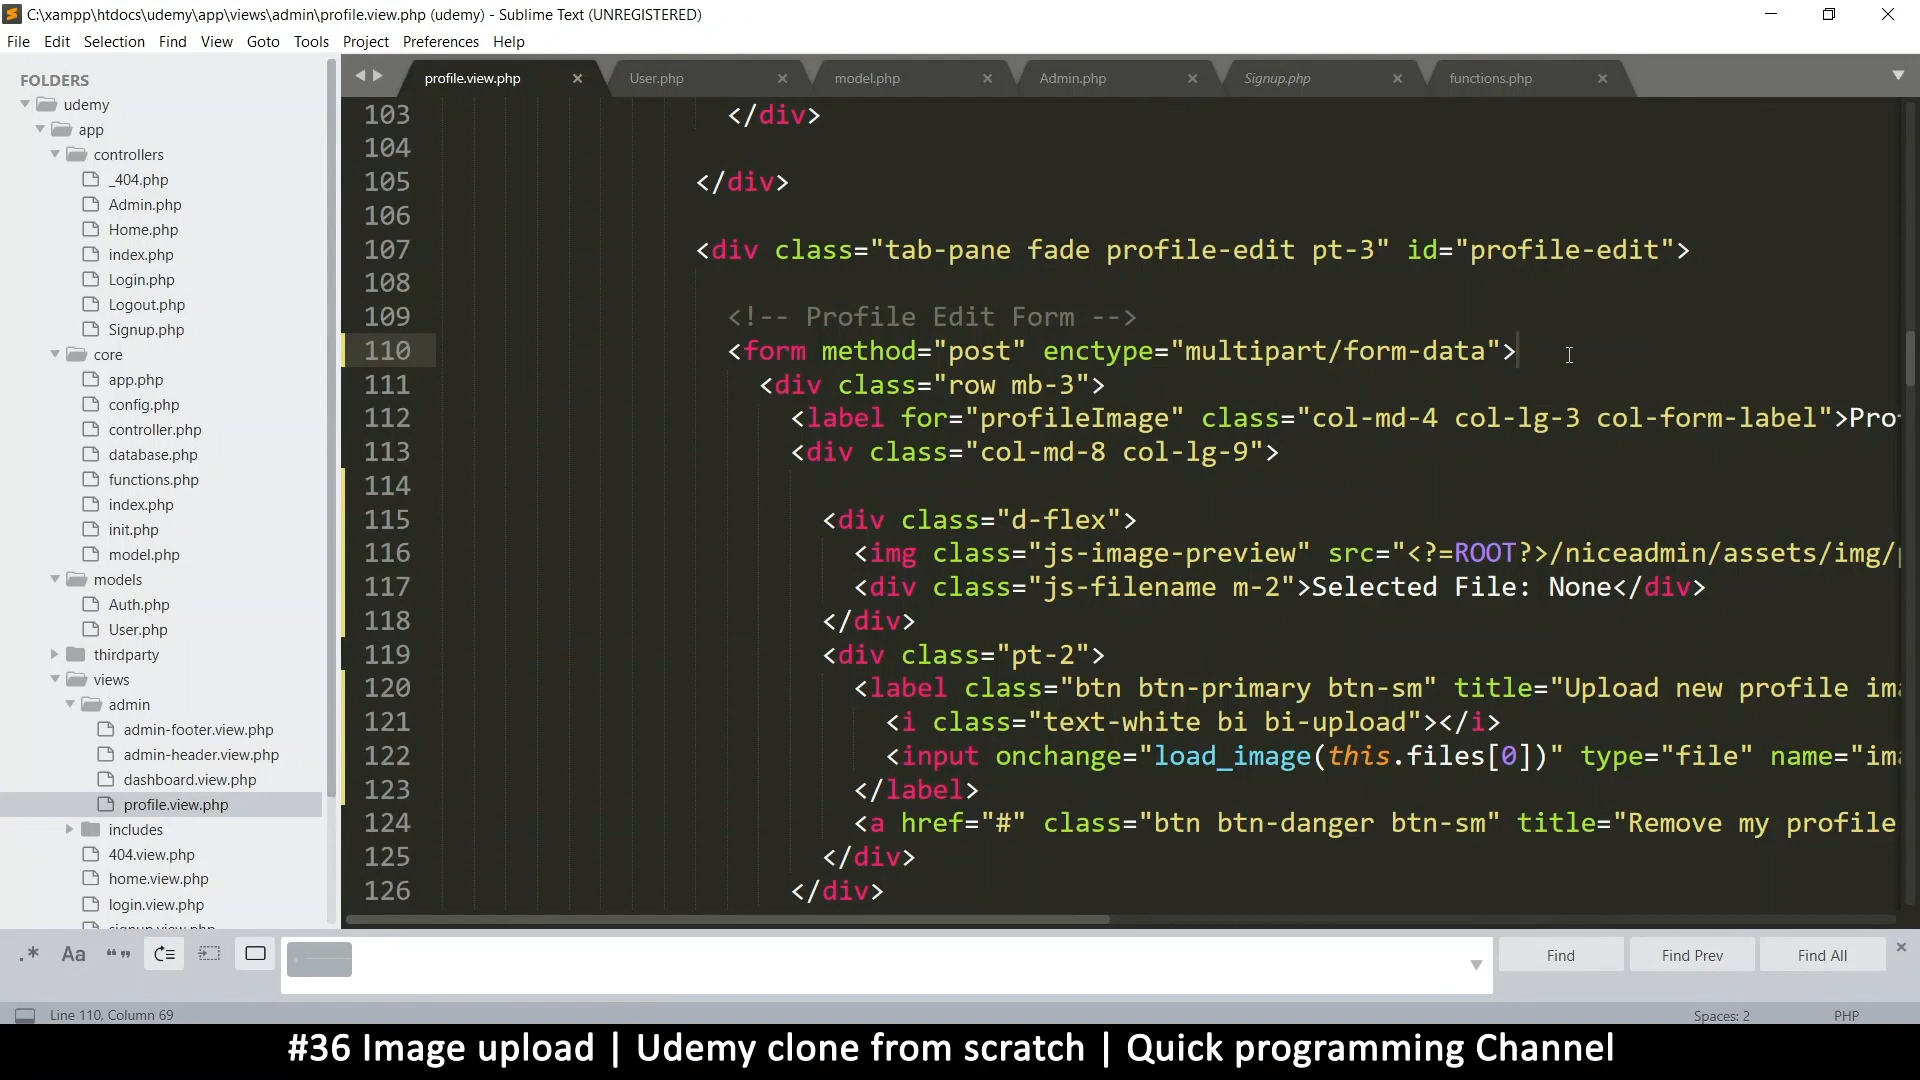 C:\xampp\htdocs\udemy\app\views\admin\profile.view.php (udemy) - Sublime Text (UNREGISTERED)
File Edit Selection Find View Goto Tools Project Preferences Help
FOLDERS
udemy
app
controllers
_404.php
Admin.php
Home.php
index.php
Login.php
Logout.php
Signup.php
core
app.php
config.php
controller.php
database.php
functions.php
index.php
init.php
model.php
models
Auth.php
User.php
thirdparty
views
admin
admin-footer.view.php
admin-header.view.php
dashboard.view.php
profile.view.php
includes
404.view.php
home.view.php
login.view.php
signup.view.php
profile.view.php User.php model.php Admin.php Signup.php functions.php
103 </div>
104
105 </div>
106
107 <div class="tab-pane fade profile-edit pt-3" id="profile-edit">
108
109 <!-- Profile Edit Form -->
110 <form method="post" enctype="multipart/form-data">
111 <div class="row mb-3">
112 <label for="profileImage" class="col-md-4 col-lg-3 col-form-label">Pro
113 <div class="col-md-8 col-lg-9">
114
115 <div class="d-flex">
116 <img class="js-image-preview" src="<?=ROOT?>/niceadmin/assets/img/
117 <div class="js-filename m-2">Selected File: None</div>
118 </div>
119 <div class="pt-2">
120 <label class="btn btn-primary btn-sm" title="Upload new profile im
121 <i class="text-white bi bi-upload"></i>
122 <input onchange="load_image(this.files[0])" type="file" name="im
123 </label>
124 <a href="#" class="btn btn-danger btn-sm" title="Remove my profile
125 </div>
126 </div>
.* Aa “” Find Find Prev Find All
Line 110, Column 69 Spaces: 2 PHP
#36 Image upload | Udemy clone from scratch | Quick programming Channel